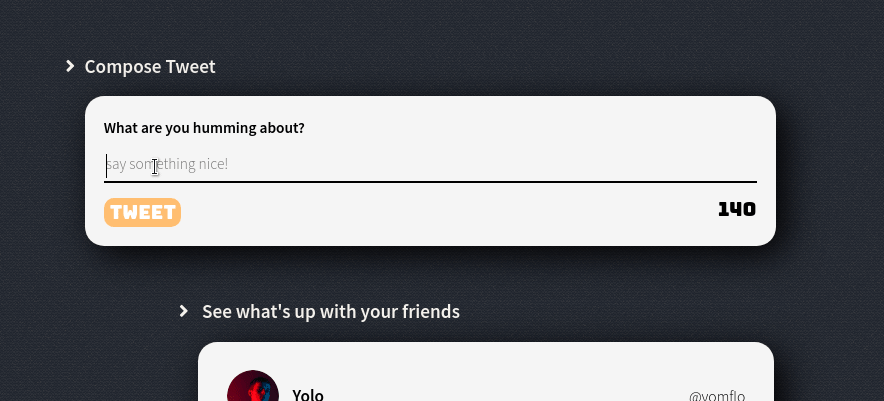 Compose Tweet
What are you humming about?
say something nice!
TWEET
140
See what's up with your friends
Yolo
@yomflo